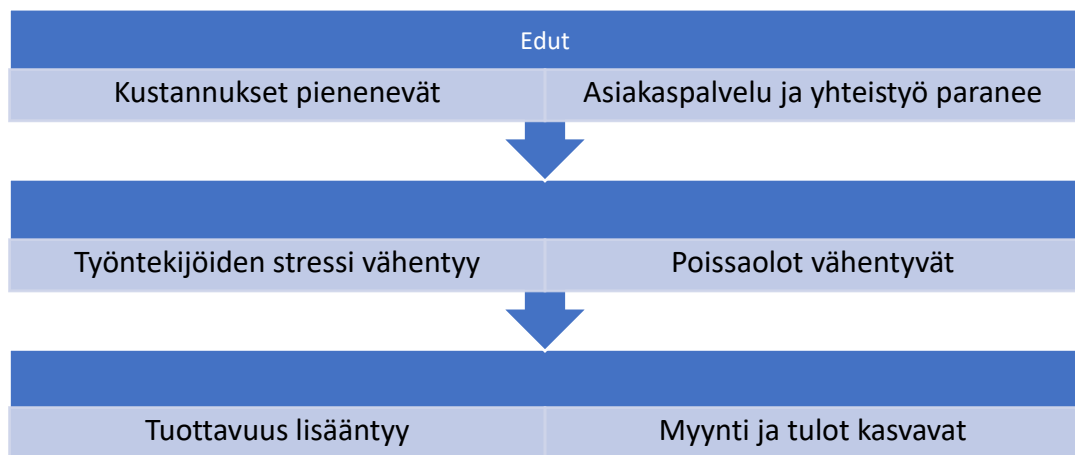 Edut
Kustannukset pienenevät
Asiakaspalvelu ja yhteistyö paranee
Työntekijöiden stressi vähentyy
Poissaolot vähentyvät
Tuottavuus lisääntyy
Myynti ja tulot kasvavat